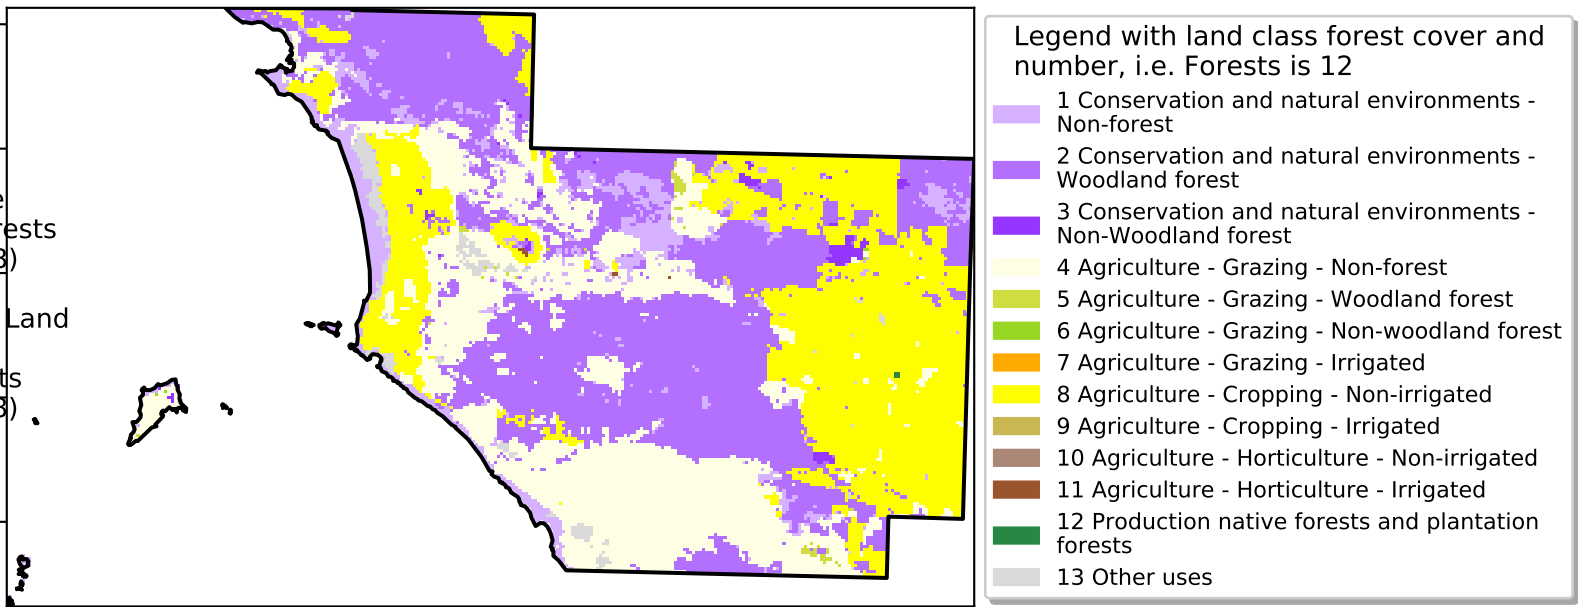 e
rests
3)
Land
ts
3)
Legend with land class forest cover and
number, i.e. Forests is 12
1 Conservation and natural environments -
Non-forest
2 Conservation and natural environments -
Woodland forest
3 Conservation and natural environments -
Non-Woodland forest
4 Agriculture - Grazing - Non-forest
5 Agriculture - Grazing - Woodland forest
6 Agriculture - Grazing - Non-woodland forest
7 Agriculture - Grazing - Irrigated
8 Agriculture - Cropping - Non-irrigated
9 Agriculture - Cropping - Irrigated
10 Agriculture - Horticulture - Non-irrigated
11 Agriculture - Horticulture - Irrigated
12 Production native forests and plantation
forests
13 Other uses